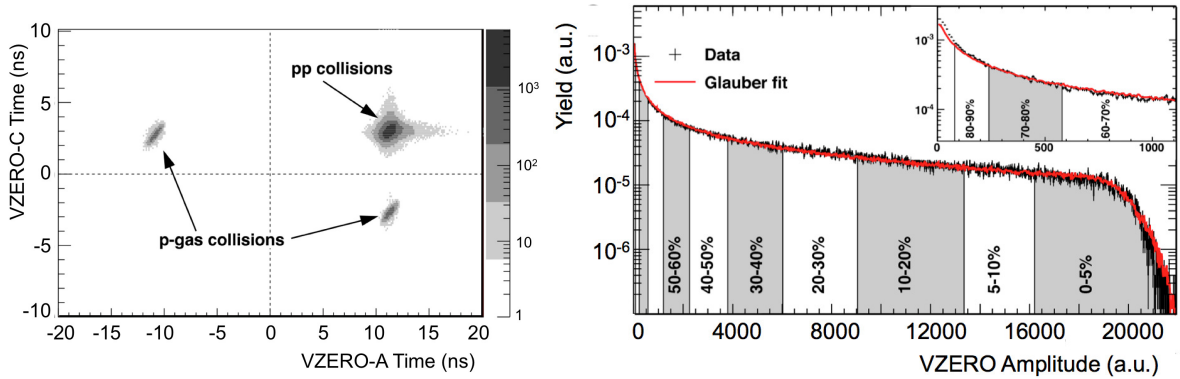 VZERO-C Time (ns)
10
5
0
-5
-10
pp collisions
p-gas collisions
10³
10²
10
1
-20 -15 -10 -5 0 5 10 15 20
VZERO-A Time (ns)
Yield (a.u.)
10⁻³
10⁻⁴
10⁻⁵
10⁻⁶
Data
Glauber fit
10⁻³
10⁻⁴
80-90%
70-80%
60-70%
0 500 1000
50-60%
40-50%
30-40%
20-30%
10-20%
5-10%
0-5%
0 4000 8000 12000 16000 20000
VZERO Amplitude (a.u.)